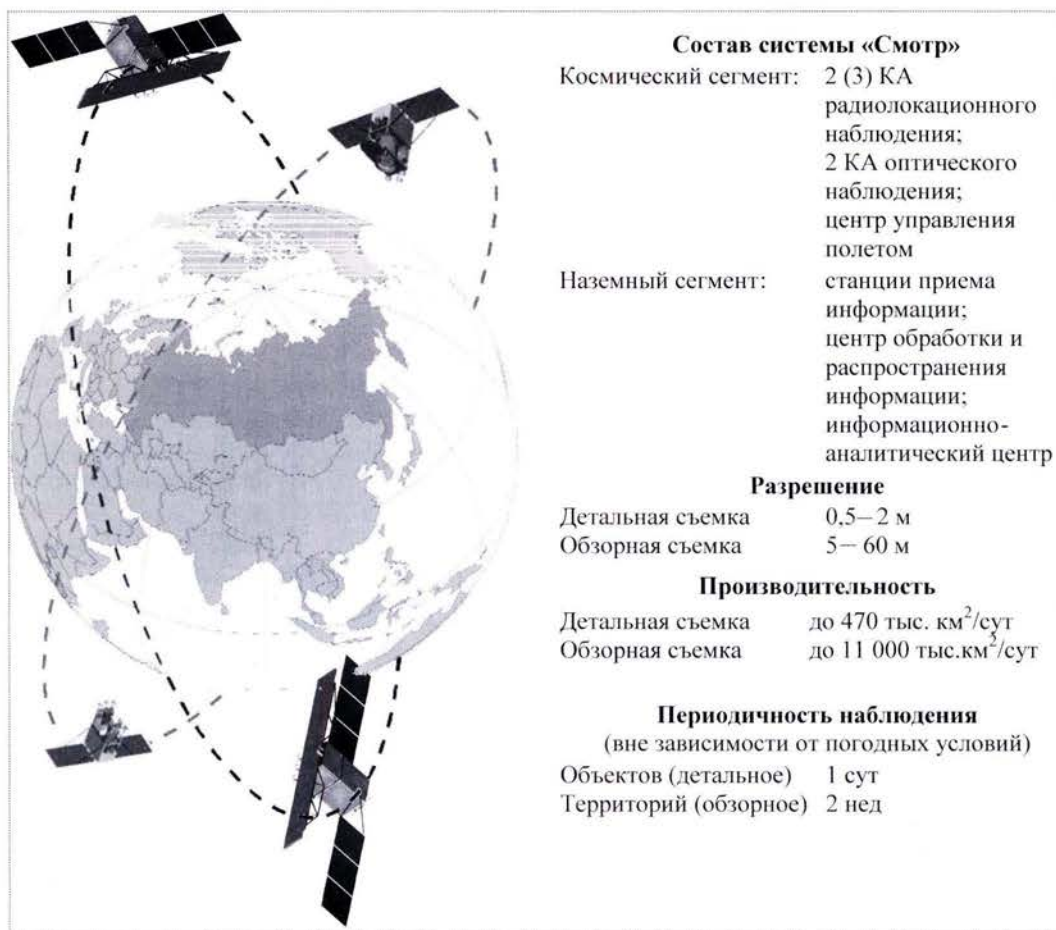 Состав системы «Смотр»
Космический сегмент: 2 (3) КА
радиолокационного
наблюдения;
2 КА оптического
наблюдения;
центр управления
полетом
Наземный сегмент: станции приема
информации;
центр обработки и
распространения
информации;
информационно-
аналитический центр
Разрешение
Детальная съемка 0,5— 2 м
Обзорная съемка 5— 60 м
Производительность
Детальная съемка до 470 тыс. км²/сут
Обзорная съемка до 11 000 тыс.км²/сут
Периодичность наблюдения
(вне зависимости от погодных условий)
Объектов (детальное) 1 сут
Территорий (обзорное) 2 нед